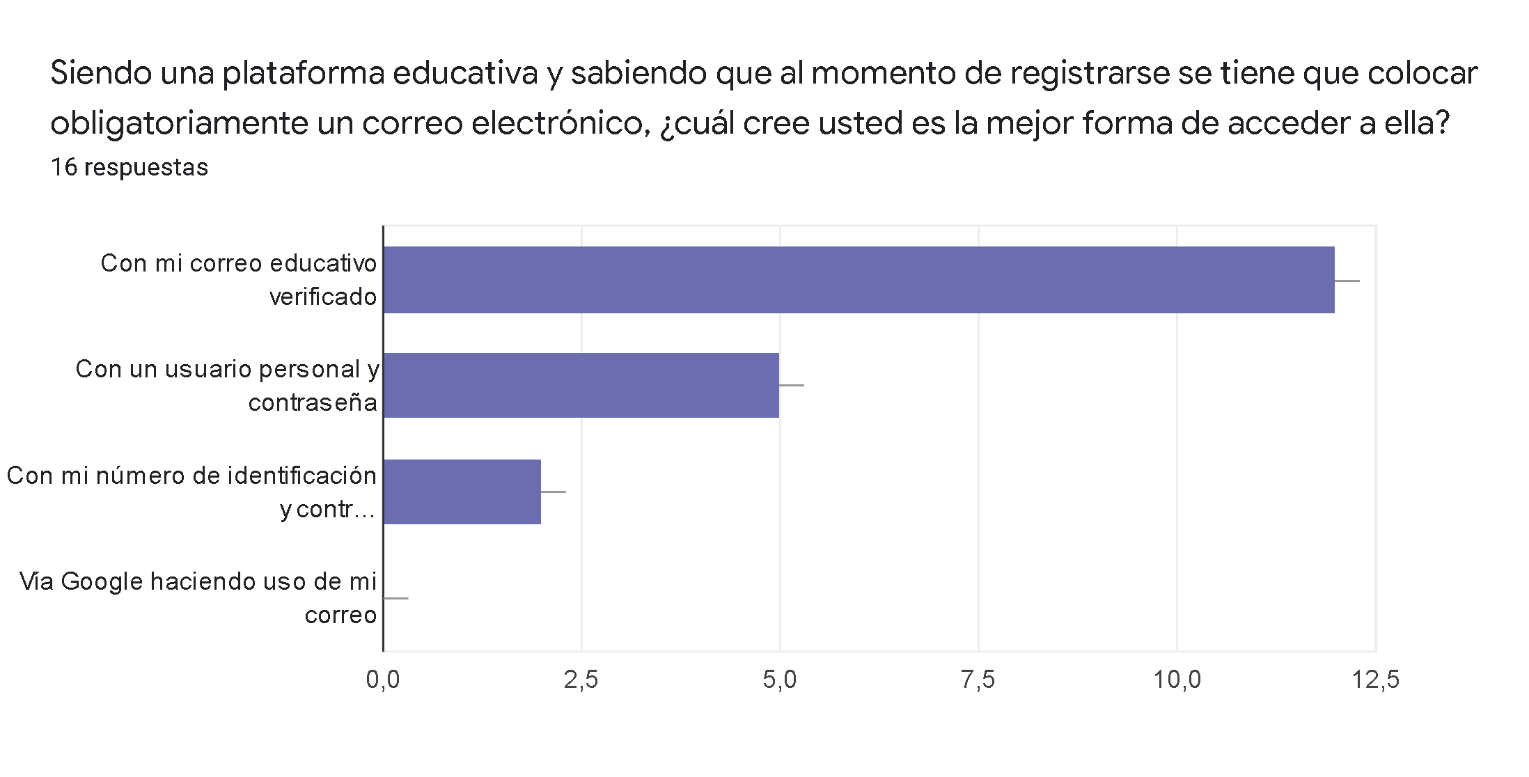 Siendo una plataforma educativa y sabiendo que al momento de registrarse se tiene que colocar
obligatoriamente un correo electrónico, ¿cuál cree usted es la mejor forma de acceder a ella?
16 respuestas
Con mi correo educativo
verificado
Con un usuario personal y
contraseña
Con mi número de identificación
y contr...
Vía Google haciendo uso de mi
correo
0,0 2,5 5,0 7,5 10,0 12,5